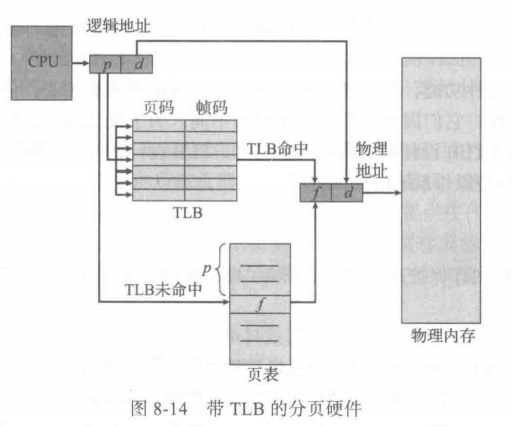 逻辑地址
CPU
p d
页码 帧码
TLB命中
物理
地址
f d
TLB
p
TLB未命中
f
物理内存
页表
图 8-14 带 TLB 的分页硬件